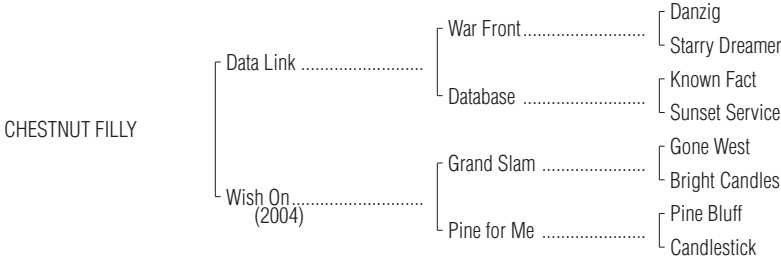 Danzig
War Front........................
Starry Dreamer
Data Link ........................
Known Fact
Database ........................
Sunset Service
CHESTNUT FILLY
Gone West
Grand Slam ....................
Bright Candles
Wish On..........................
(2004)
Pine Bluff
Pine for Me ....................
Candlestick